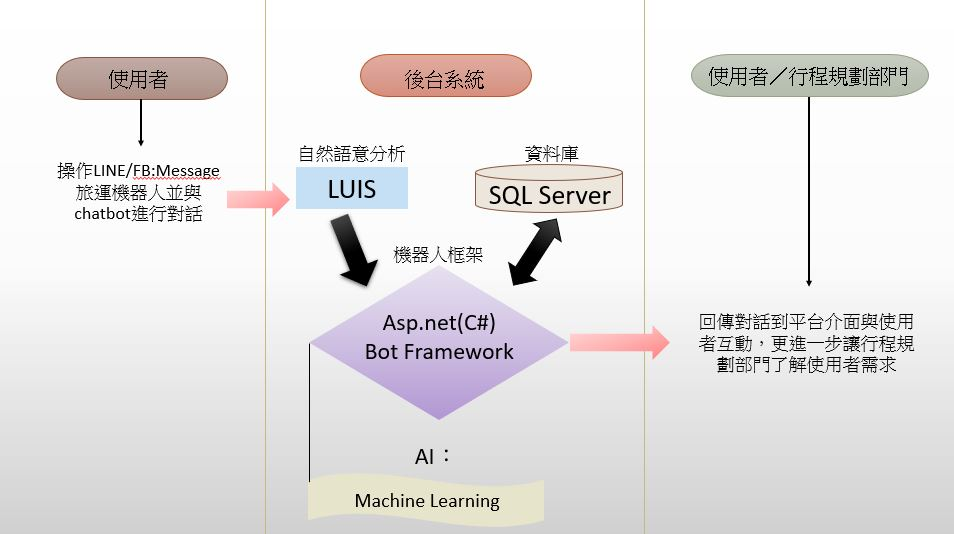 使用者
操作LINE/FB:Message
旅運機器人並與
chatbot進行對話
後台系統
自然語意分析
LUIS
資料庫
SQL Server
機器人框架
Asp.net(C#)
Bot Framework
AI：
Machine Learning
使用者／行程規劃部門
回傳對話到平台介面與使用
者互動，更進一步讓行程規
劃部門了解使用者需求